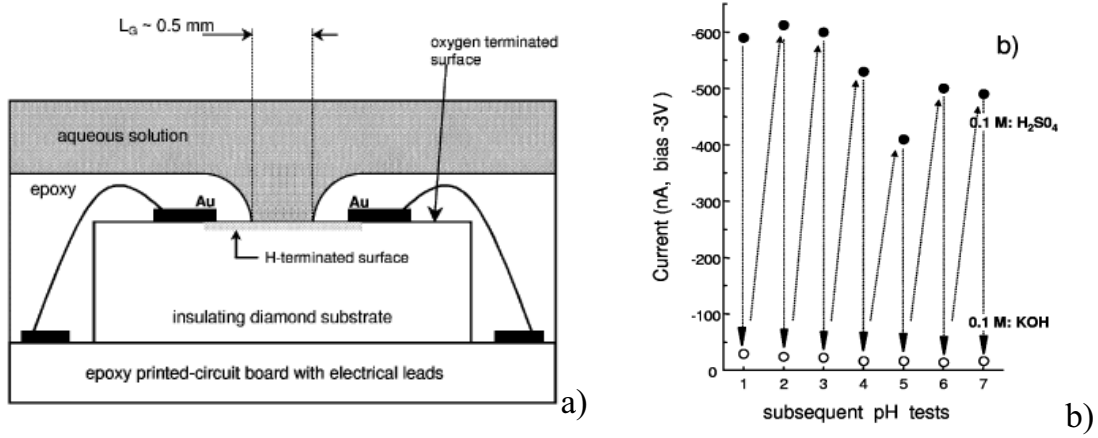 L_G ~ 0.5 mm
oxygen terminated
surface
aqueous solution
epoxy
Au
Au
H-terminated surface
insulating diamond substrate
epoxy printed-circuit board with electrical leads
a)
b)
-600
-500
-400
-300
-200
-100
0
Current (nA, bias -3V)
0.1 M: H₂S0₄
0.1 M: KOH
1 2 3 4 5 6 7
subsequent pH tests
b)